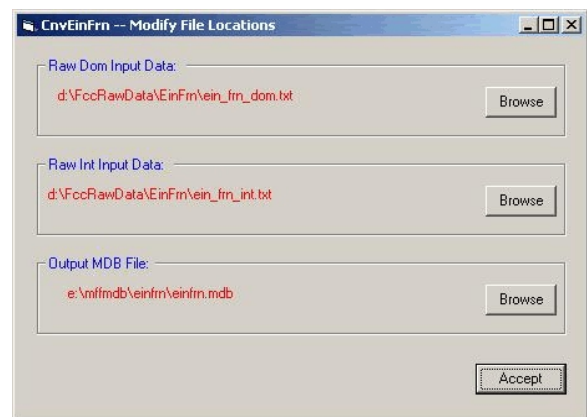 CnvEinFrn -- Modify File Locations
Raw Dom Input Data:
d:\FccRawData\EinFrn\ein_frn_dom.txt
Browse
Raw Int Input Data:
d:\FccRawData\EinFrn\ein_frn_int.txt
Browse
Output MDB File:
e:\mffmdb\einfrn\einfrn.mdb
Browse
Accept